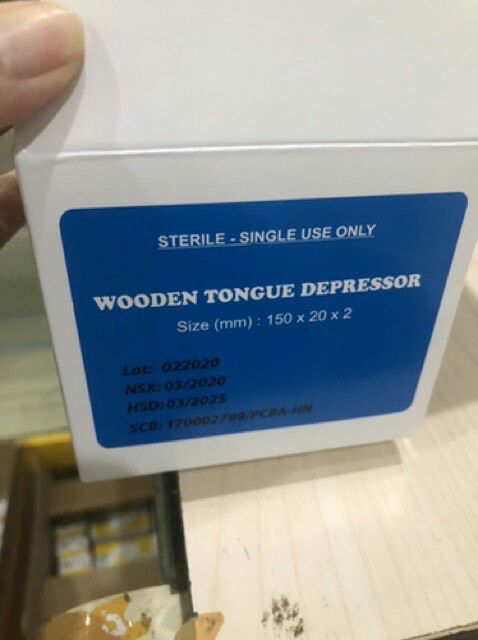 STERILE - SINGLE USE ONLY
WOODEN TONGUE DEPRESSOR
Size (mm) : 150 x 20 x 2
Lot: 022020
NSX: 03/2020
HSD: 03/2025
SCB: 170002799/PCBA-HN